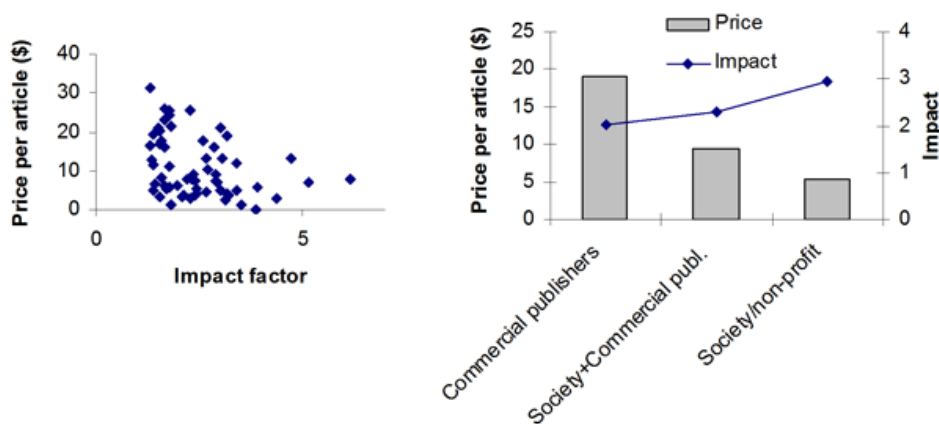 Price per article ($)
40
30
20
10
0
0
5
Impact factor
Price per article ($)
25
20
15
10
5
0
Price
Impact
4
3
2
1
0
Impact
Commercial publishers
Society+Commercial publ.
Society/non-profit